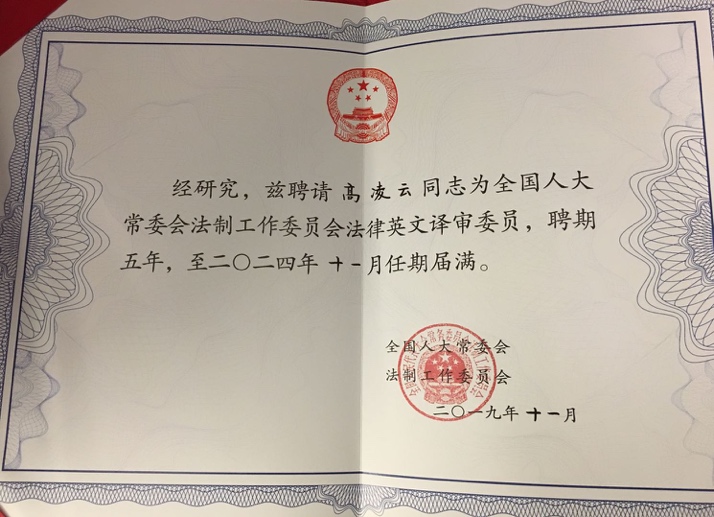 经研究，兹聘请高凌云同志为全国人大
常委会法制工作委员会法律英文译审委员，聘期
五年，至二〇二四年十一月任期届满。
全国人大常委会
法制工作委员会
二〇一九年十一月